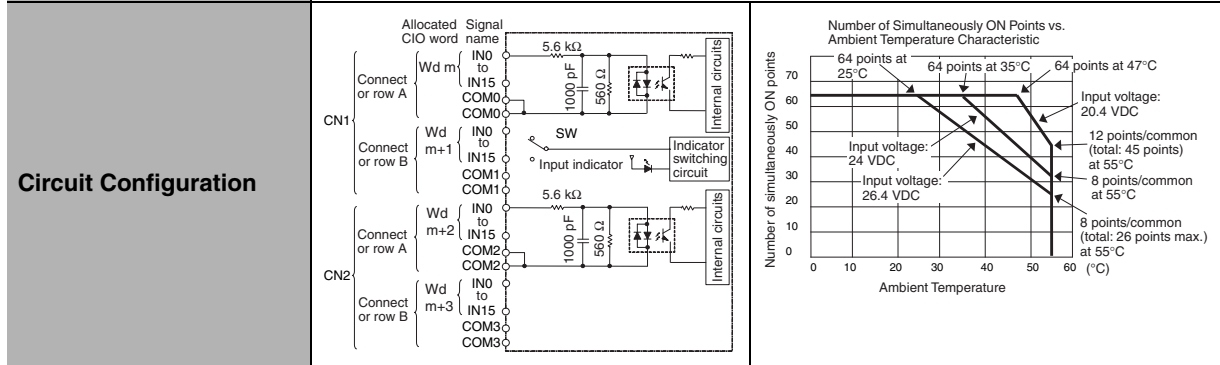 Circuit Configuration
Allocated Signal
CIO word name
CN1
Connect
or row A
Wd m
IN0
to
IN15
COM0
COM0
5.6 kΩ
1000 pF
560 Ω
Internal circuits
Connect
or row B
Wd
m+1
IN0
to
IN15
COM1
COM1
SW
Input indicator
Indicator
switching
circuit
CN2
Connect
or row A
Wd
m+2
IN0
to
IN15
COM2
COM2
5.6 kΩ
1000 pF
560 Ω
Internal circuits
Connect
or row B
Wd
m+3
IN0
to
IN15
COM3
COM3
Number of Simultaneously ON Points vs.
Ambient Temperature Characteristic
64 points at
25°C
64 points at 35°C
64 points at 47°C
Number of simultaneously ON points
70
60
50
40
30
20
10
0
Input voltage:
20.4 VDC
Input voltage:
24 VDC
Input voltage:
26.4 VDC
12 points/common
(total: 45 points)
at 55°C
8 points/common
at 55°C
8 points/common
(total: 26 points max.)
at 55°C
0 10 20 30 40 50 60 (°C)
Ambient Temperature